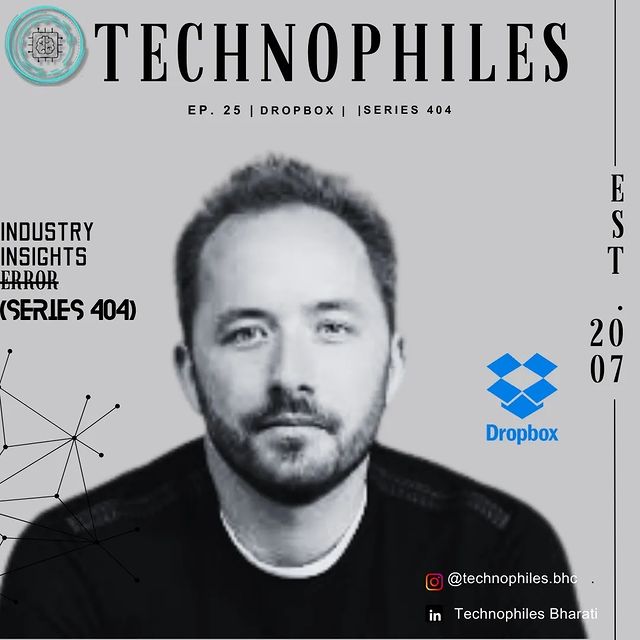 TECHNOPHILES
EP. 25 | DROPBOX | |SERIES 404
INDUSTRY
INSIGHTS
ERROR
(SERIES 404)
EST.
20
07
Dropbox
@technophiles.bhc .
in Technophiles Bharati